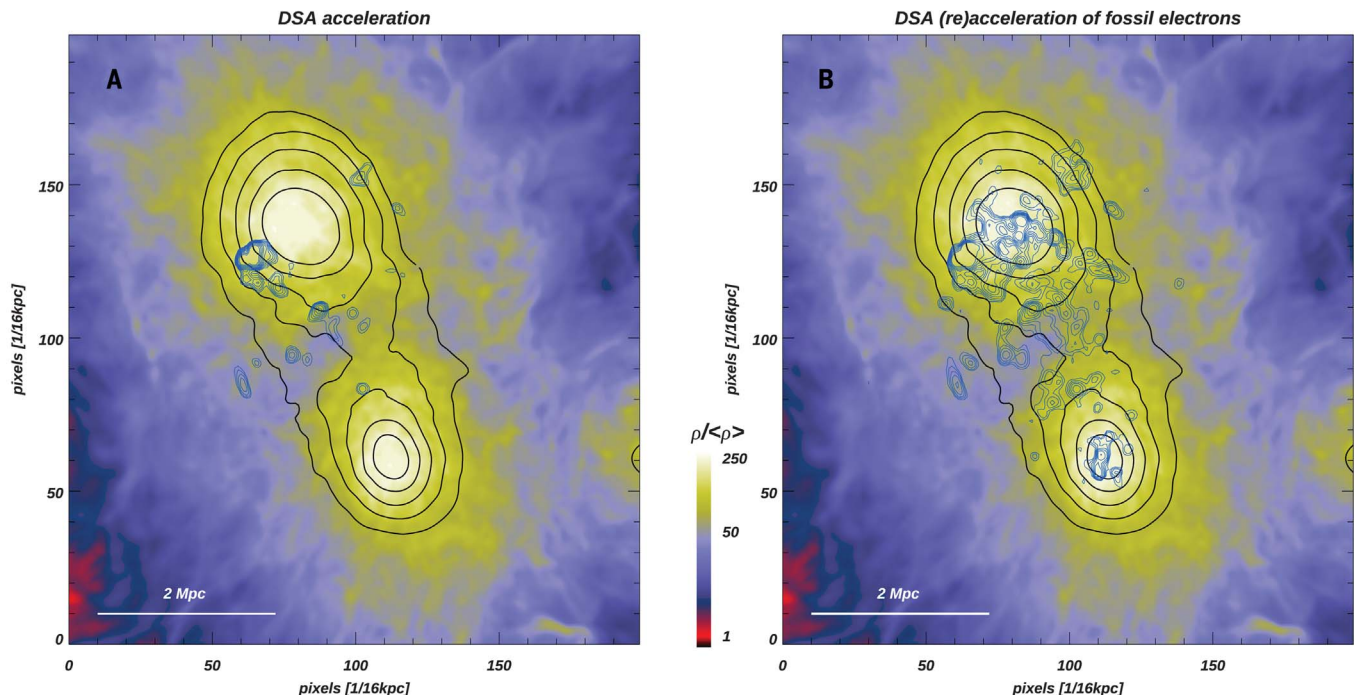 DSA acceleration
A
150
100
50
0
pixels [1/16kpc]
2 Mpc
0 50 100 150
pixels [1/16kpc]
ρ/<ρ>
250
50
1
DSA (re)acceleration of fossil electrons
B
150
100
50
0
pixels [1/16kpc]
2 Mpc
0 50 100 150
pixels [1/16kpc]